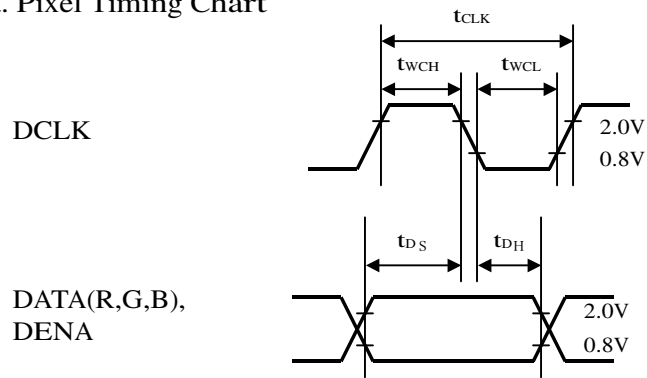 . Pixel Timing Chart
tCLK
tWCH tWCL
DCLK
2.0V
0.8V
tDS tDH
DATA(R,G,B),
DENA
2.0V
0.8V